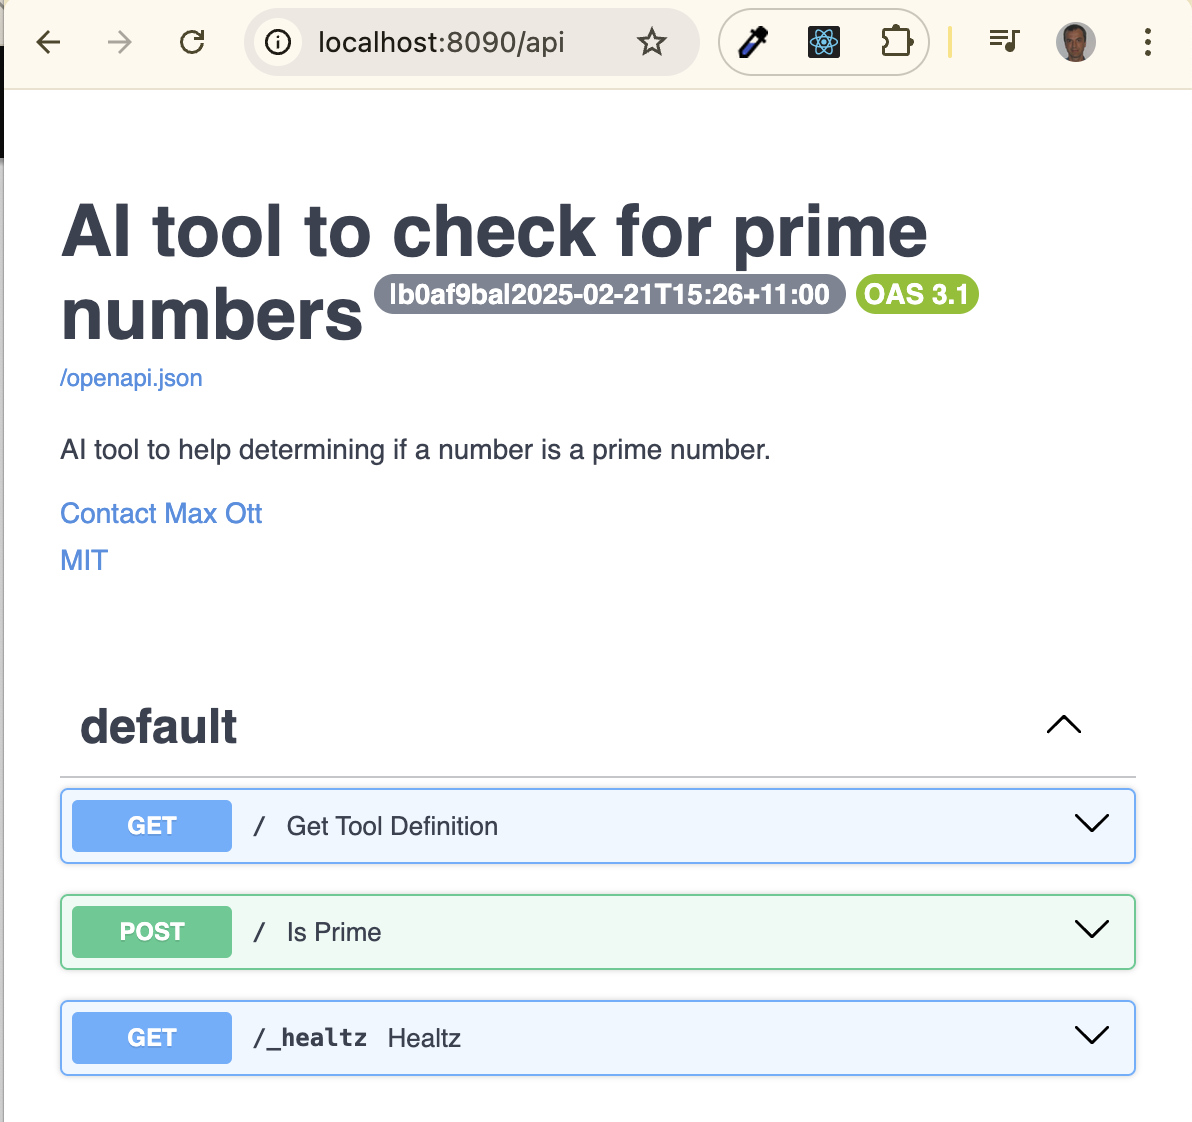 localhost:8090/api
AI tool to check for prime
numbers |b0af9ba|2025-02-21T15:26+11:00 OAS 3.1
/openapi.json
AI tool to help determining if a number is a prime number.
Contact Max Ott
MIT
default
GET / Get Tool Definition
POST / Is Prime
GET /_healtz Healtz